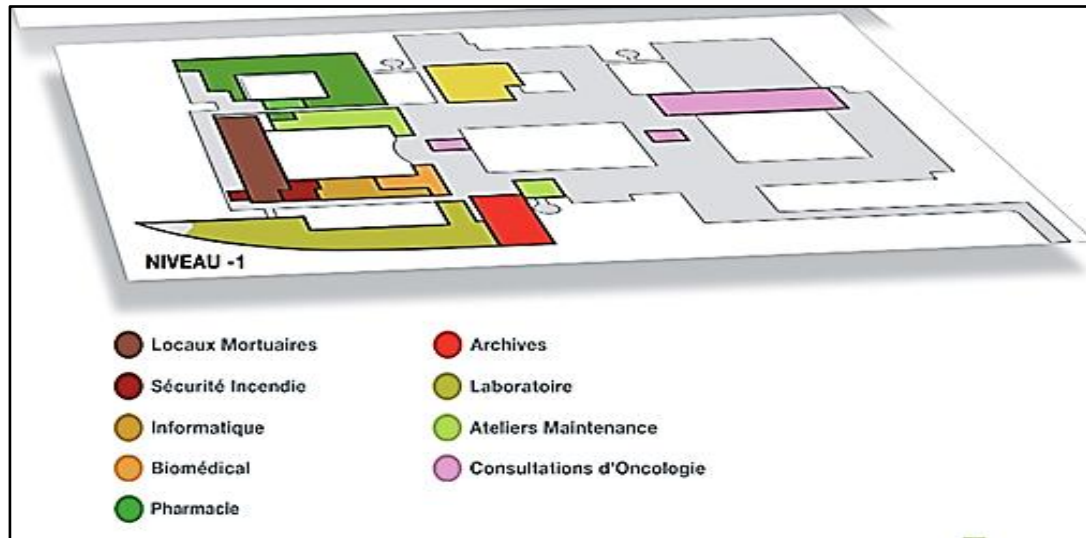 NIVEAU -1
Locaux Mortuaires
Sécurité Incendie
Informatique
Biomédical
Pharmacie
Archives
Laboratoire
Ateliers Maintenance
Consultations d'Oncologie